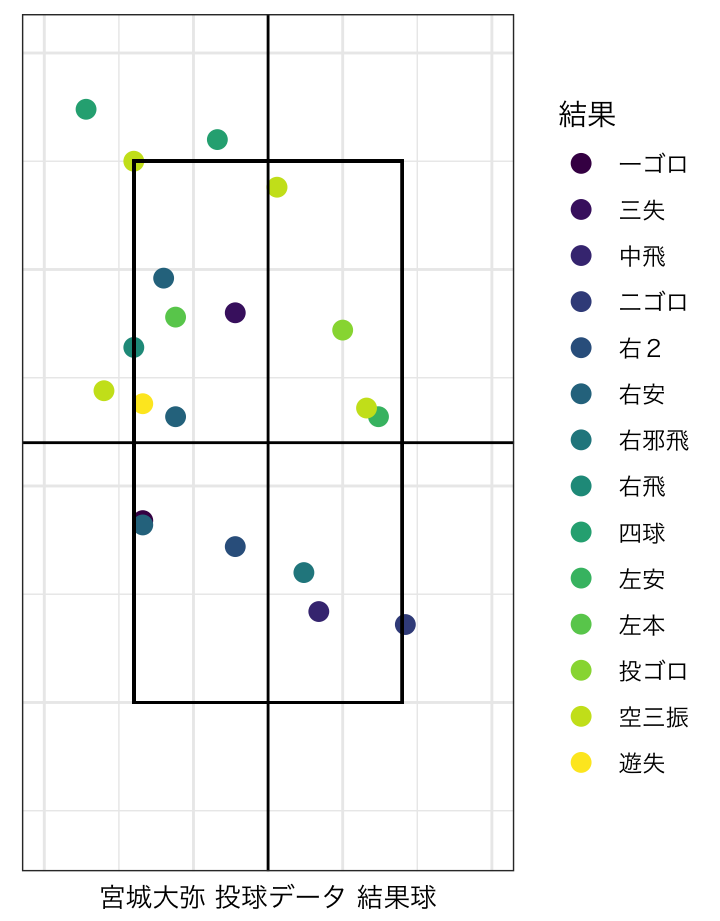 結果
一ゴロ
三失
中飛
二ゴロ
右２
右安
右邪飛
右飛
四球
左安
左本
投ゴロ
空三振
遊失
宮城大弥 投球データ 結果球